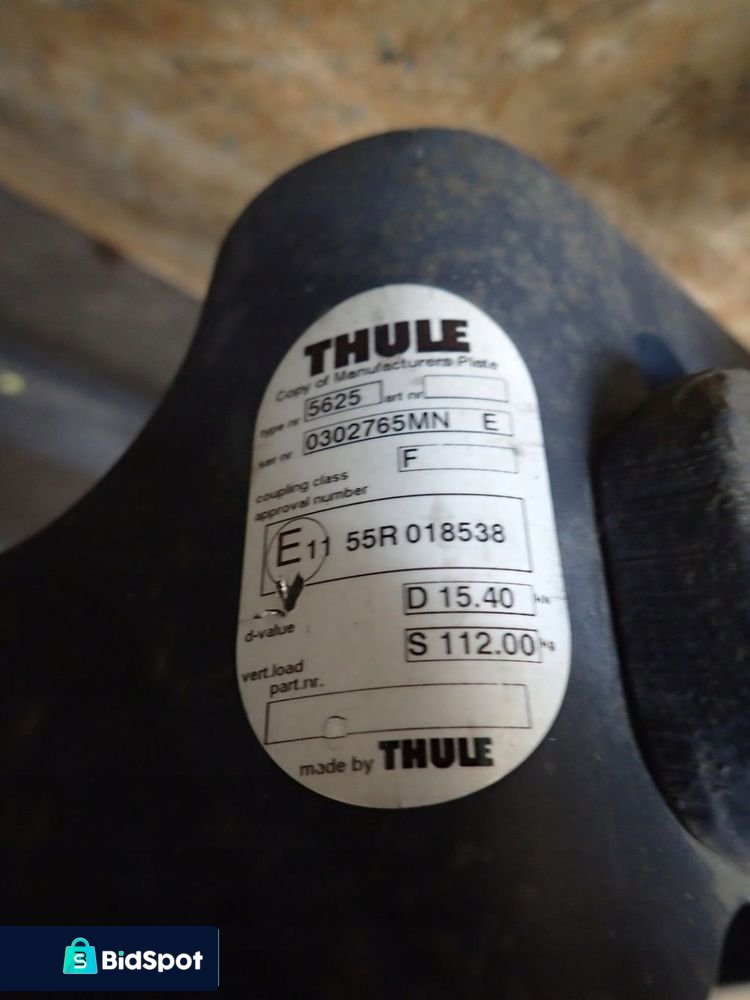 THULE
Copy of Manufacturers Plate
type nr 5625 art nr
ser nr 0302765MN E
coupling class F
approval number
E11 55R 018538
d-value D 15.40 kN
vert.load S 112.00 kg
part.nr.
made by THULE
BidSpot